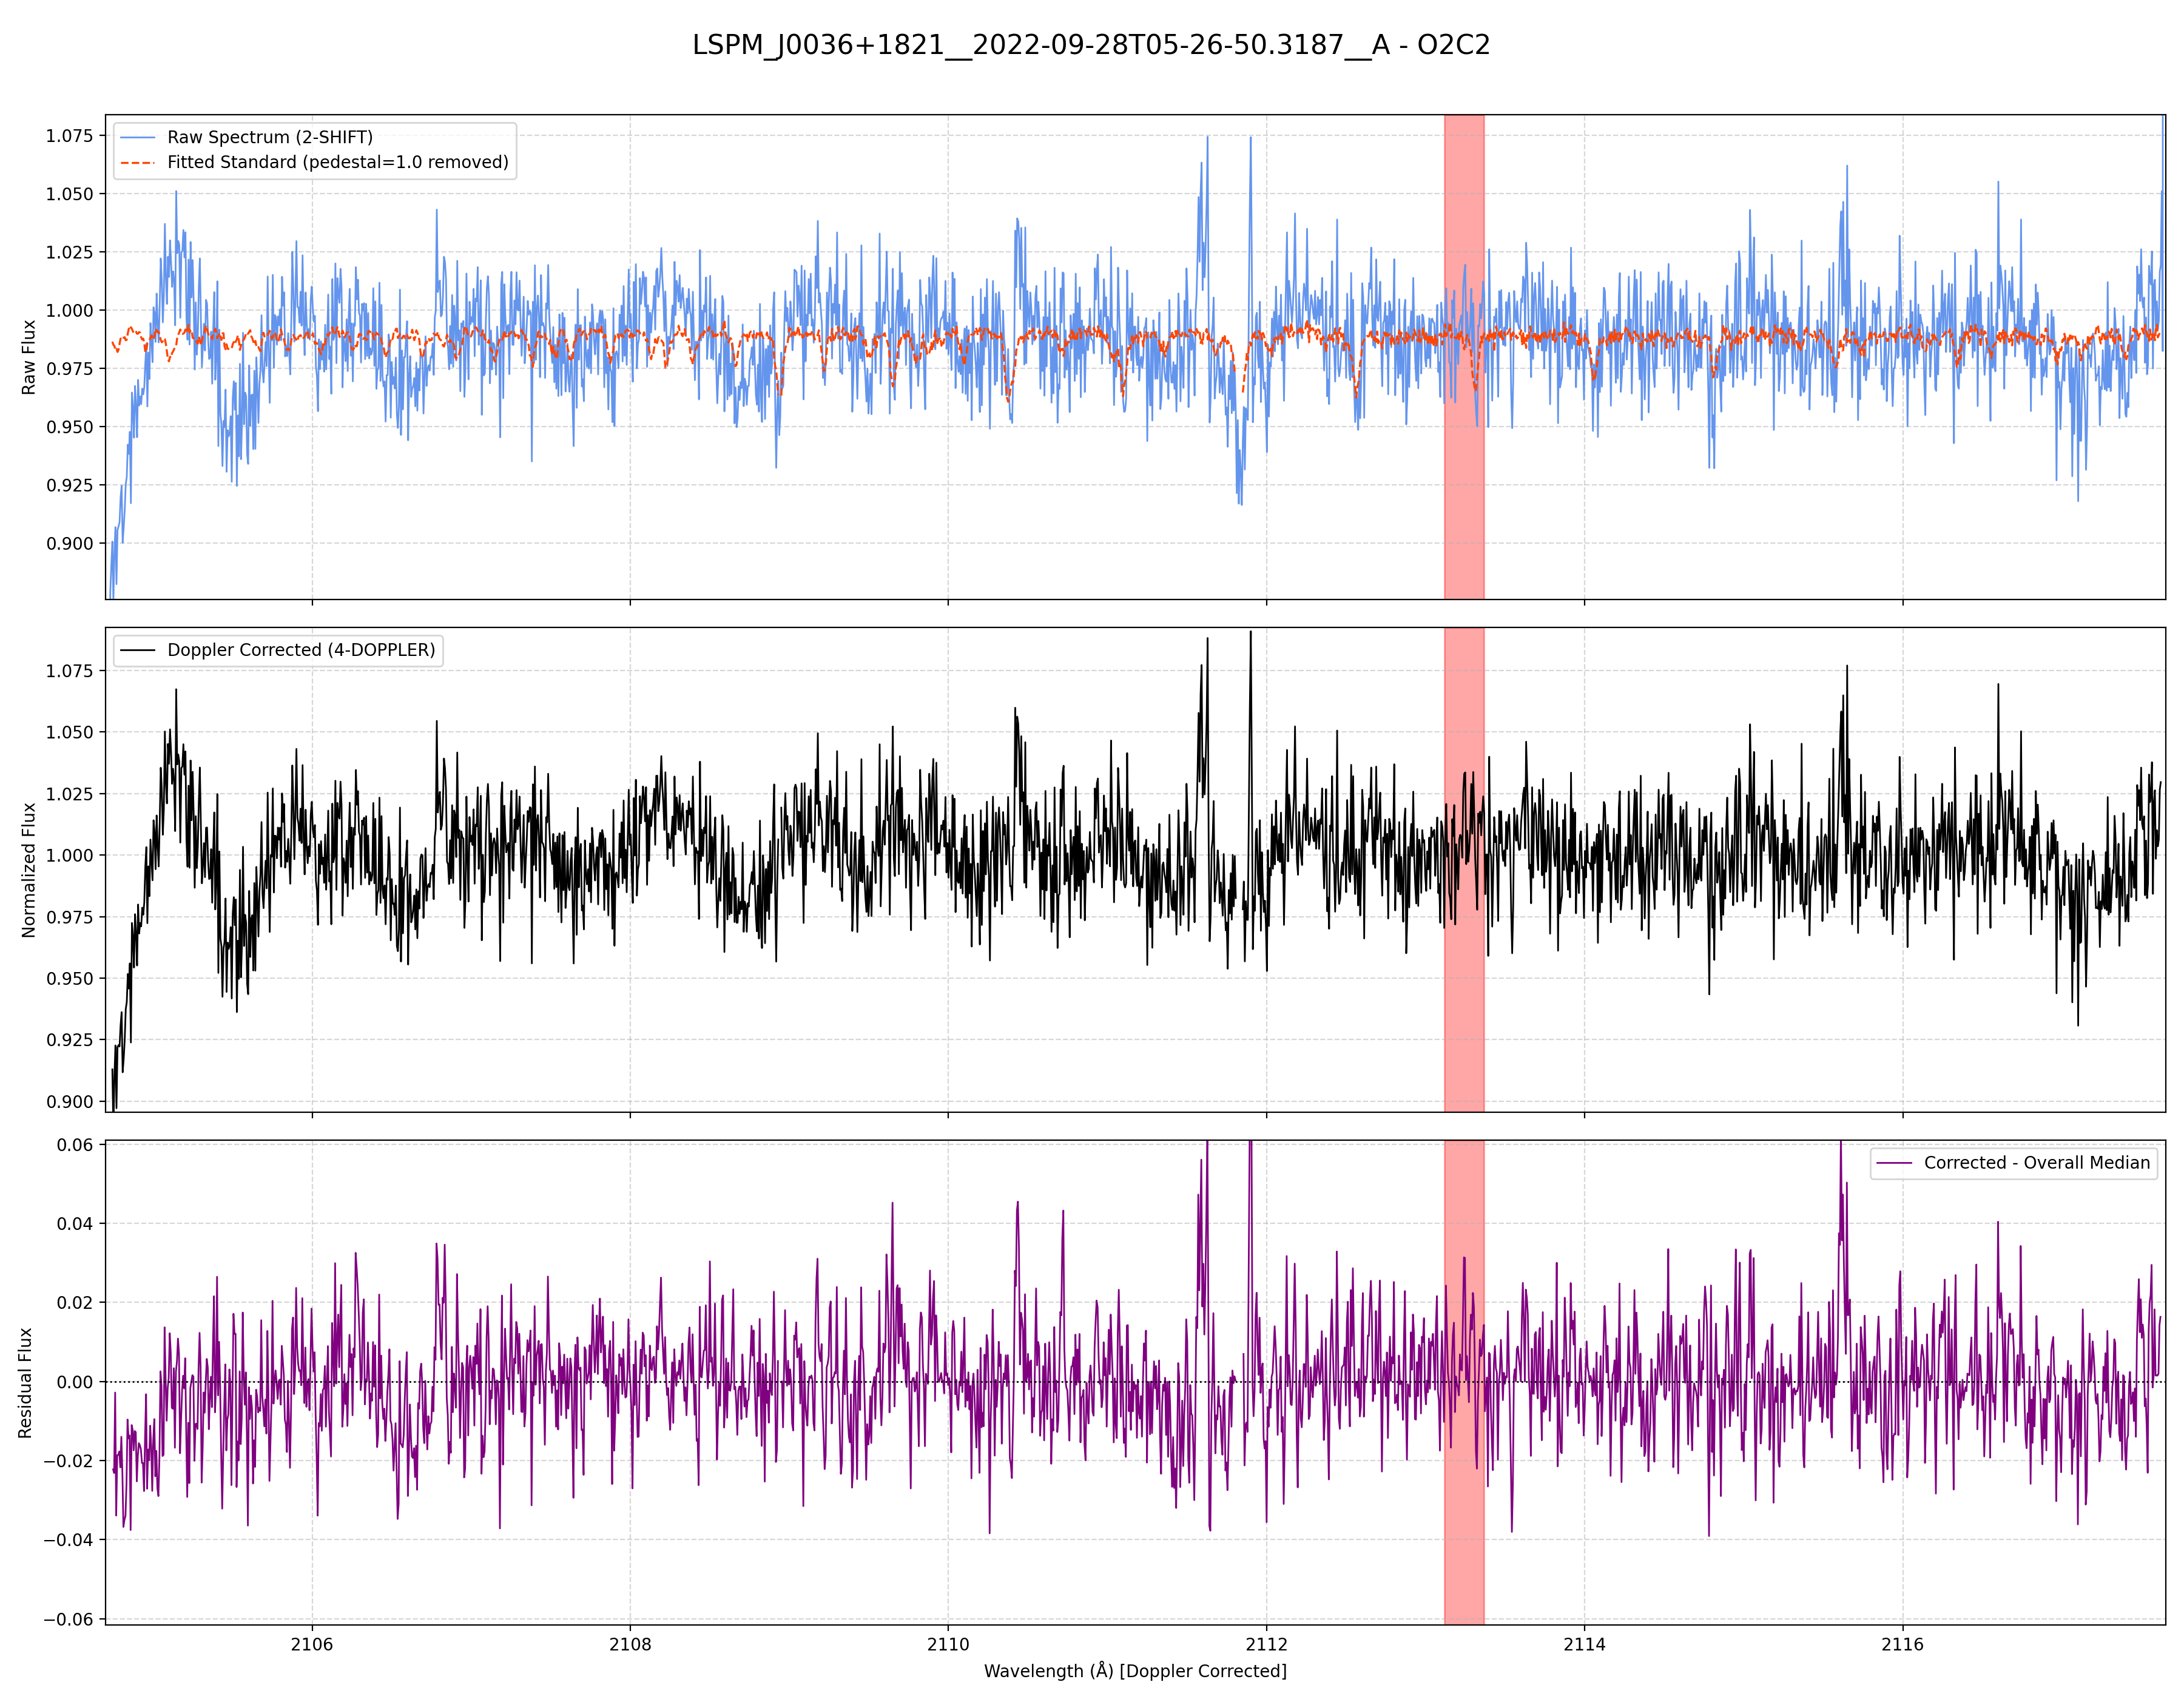 LSPM_J0036+1821__2022-09-28T05-26-50.3187__A - O2C2
Raw Spectrum (2-SHIFT)
Fitted Standard (pedestal=1.0 removed)
Raw Flux
1.075
1.050
1.025
1.000
0.975
0.950
0.925
0.900
Doppler Corrected (4-DOPPLER)
Normalized Flux
1.075
1.050
1.025
1.000
0.975
0.950
0.925
0.900
Corrected - Overall Median
Residual Flux
0.06
0.04
0.02
0.00
−0.02
−0.04
−0.06
2106 2108 2110 2112 2114 2116
Wavelength (Å) [Doppler Corrected]